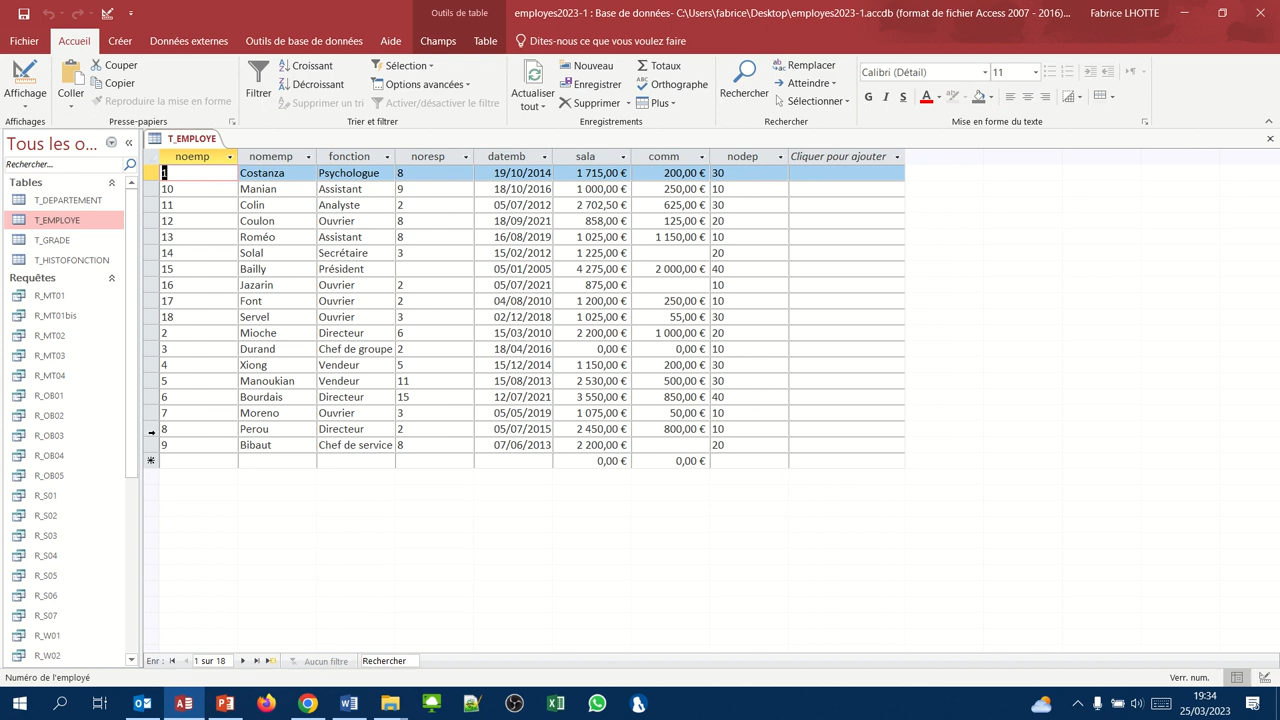 Outils de table
employes2023-1 : Base de données- C:\Users\fabrice\Desktop\employes2023-1.accdb (format de fichier Access 2007 - 2016)...
Fabrice LHOTTE
Fichier Accueil Créer Données externes Outils de base de données Aide Champs Table Dites-nous ce que vous voulez faire
Affichage
Affichages
Coller
Couper
Copier
Reproduire la mise en forme
Presse-papiers
Filtrer
Croissant
Décroissant
Supprimer un tri
Sélection
Options avancées
Activer/désactiver le filtre
Trier et filtrer
Actualiser
tout
Nouveau
Enregistrer
Supprimer
Totaux
Orthographe
Plus
Enregistrements
Rechercher
Remplacer
Atteindre
Sélectionner
Rechercher
Calibri (Détail) 11
G I S A
Mise en forme du texte
Tous les o...
Rechercher...
Tables
T_DEPARTEMENT
T_EMPLOYE
T_GRADE
T_HISTOFONCTION
Requêtes
R_MT01
R_MT01bis
R_MT02
R_MT03
R_MT04
R_OB01
R_OB02
R_OB03
R_OB04
R_OB05
R_S01
R_S02
R_S03
R_S04
R_S05
R_S06
R_S07
R_W01
R_W02
T_EMPLOYE
noemp nomemp fonction noresp datemb sala comm nodep Cliquer pour ajouter
1 Costanza Psychologue 8 19/10/2014 1 715,00 € 200,00 € 30
10 Manian Assistant 9 18/10/2016 1 000,00 € 250,00 € 10
11 Colin Analyste 2 05/07/2012 2 702,50 € 625,00 € 30
12 Coulon Ouvrier 8 18/09/2021 858,00 € 125,00 € 20
13 Roméo Assistant 8 16/08/2019 1 025,00 € 1 150,00 € 10
14 Solal Secrétaire 3 15/02/2012 1 225,00 € 20
15 Bailly Président 05/01/2005 4 275,00 € 2 000,00 € 40
16 Jazarin Ouvrier 2 05/07/2021 875,00 € 10
17 Font Ouvrier 2 04/08/2010 1 200,00 € 250,00 € 10
18 Servel Ouvrier 3 02/12/2018 1 025,00 € 55,00 € 30
2 Mioche Directeur 6 15/03/2010 2 200,00 € 1 000,00 € 20
3 Durand Chef de groupe 2 18/04/2016 0,00 € 0,00 € 10
4 Xiong Vendeur 5 15/12/2014 1 150,00 € 200,00 € 30
5 Manoukian Vendeur 11 15/08/2013 2 530,00 € 500,00 € 30
6 Bourdais Directeur 15 12/07/2021 3 550,00 € 850,00 € 40
7 Moreno Ouvrier 3 05/05/2019 1 075,00 € 50,00 € 10
8 Perou Directeur 2 05/07/2015 2 450,00 € 800,00 € 10
9 Bibaut Chef de service 8 07/06/2013 2 200,00 € 20
0,00 € 0,00 €
Enr : 1 sur 18 Aucun filtre Rechercher
Numéro de l'employé
Verr. num.
19:34
25/03/2023